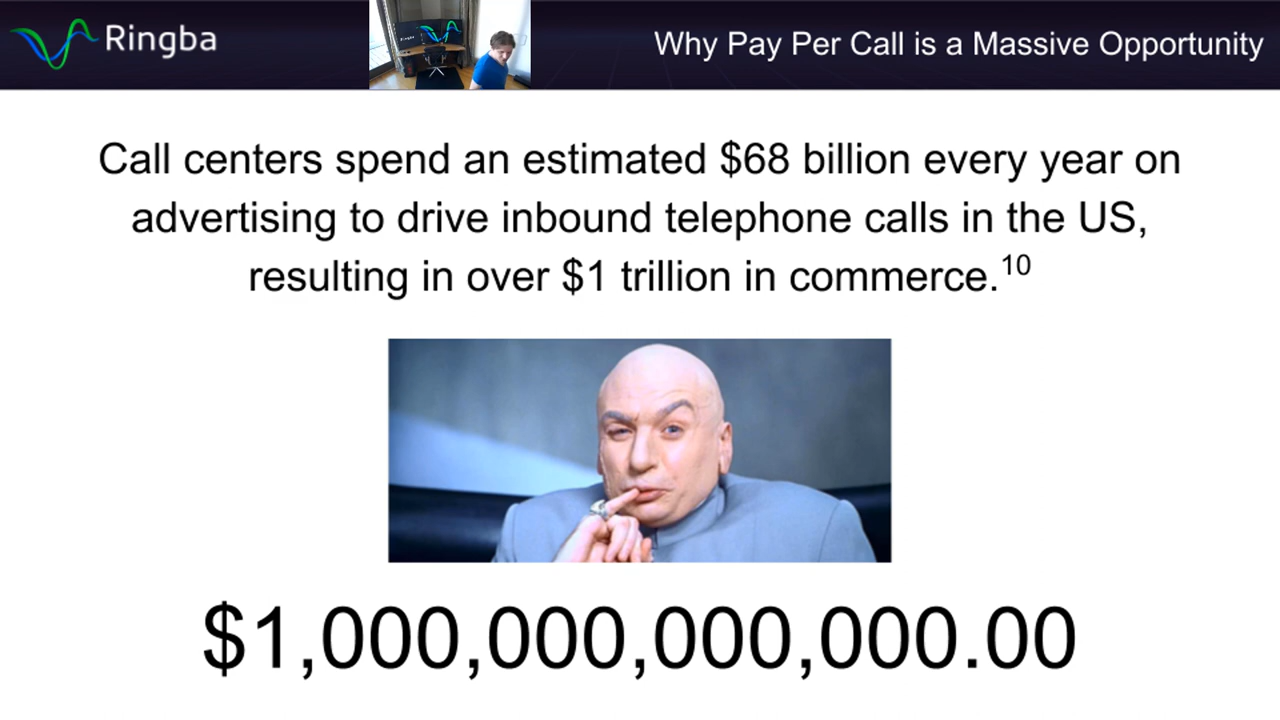 Ringba
Why Pay Per Call is a Massive Opportunity
Call centers spend an estimated $68 billion every year on
advertising to drive inbound telephone calls in the US,
resulting in over $1 trillion in commerce.¹⁰
$1,000,000,000,000.00